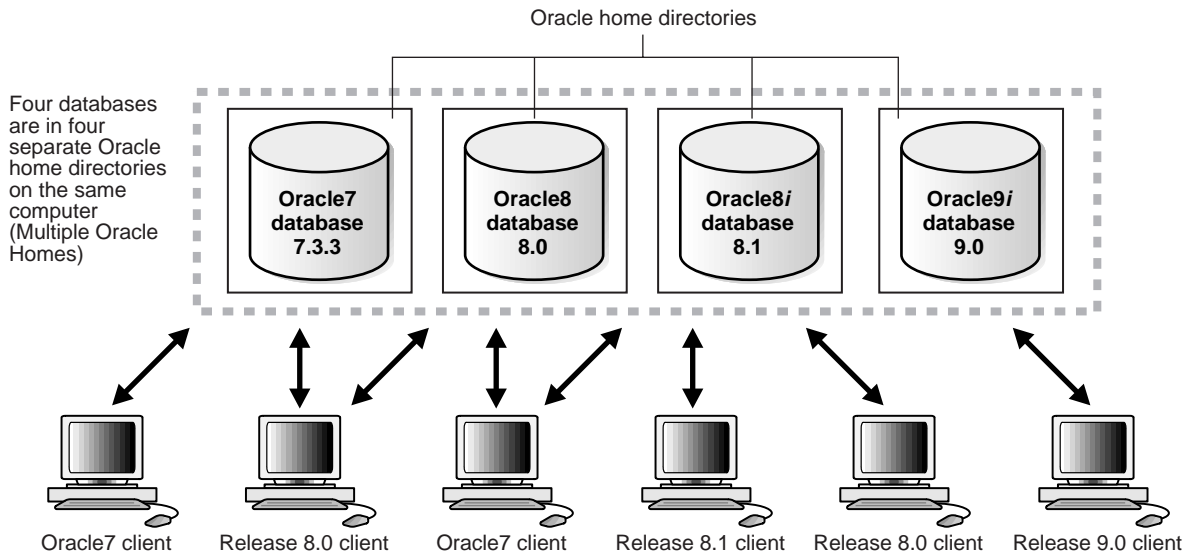 Oracle home directories
Four databases
are in four
separate Oracle
home directories
on the same
computer
(Multiple Oracle
Homes)
Oracle7
database
7.3.3
Oracle8
database
8.0
Oracle8i
database
8.1
Oracle9i
database
9.0
Oracle7 client
Release 8.0 client
Oracle7 client
Release 8.1 client
Release 8.0 client
Release 9.0 client